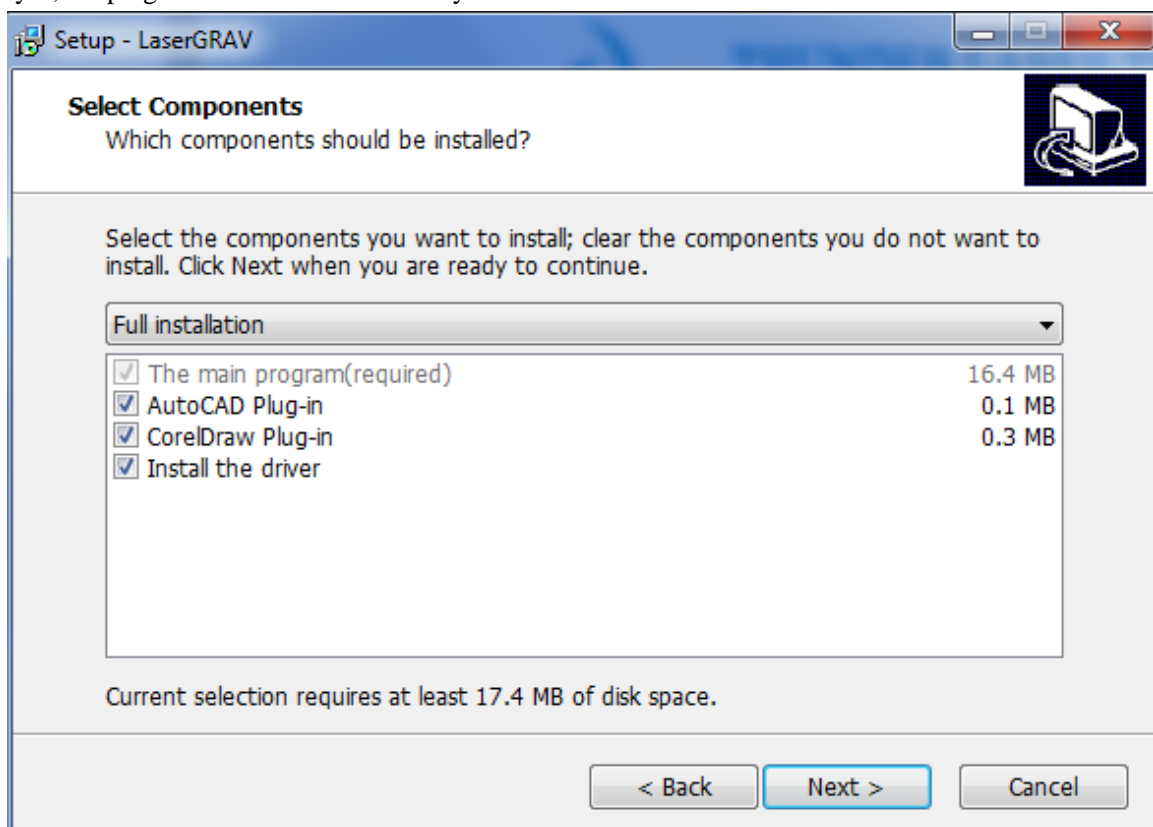 Setup - LaserGRAV
Select Components
Which components should be installed?
Select the components you want to install; clear the components you do not want to
install. Click Next when you are ready to continue.
Full installation
The main program(required) 16.4 MB
AutoCAD Plug-in 0.1 MB
CorelDraw Plug-in 0.3 MB
Install the driver
Current selection requires at least 17.4 MB of disk space.
< Back Next > Cancel